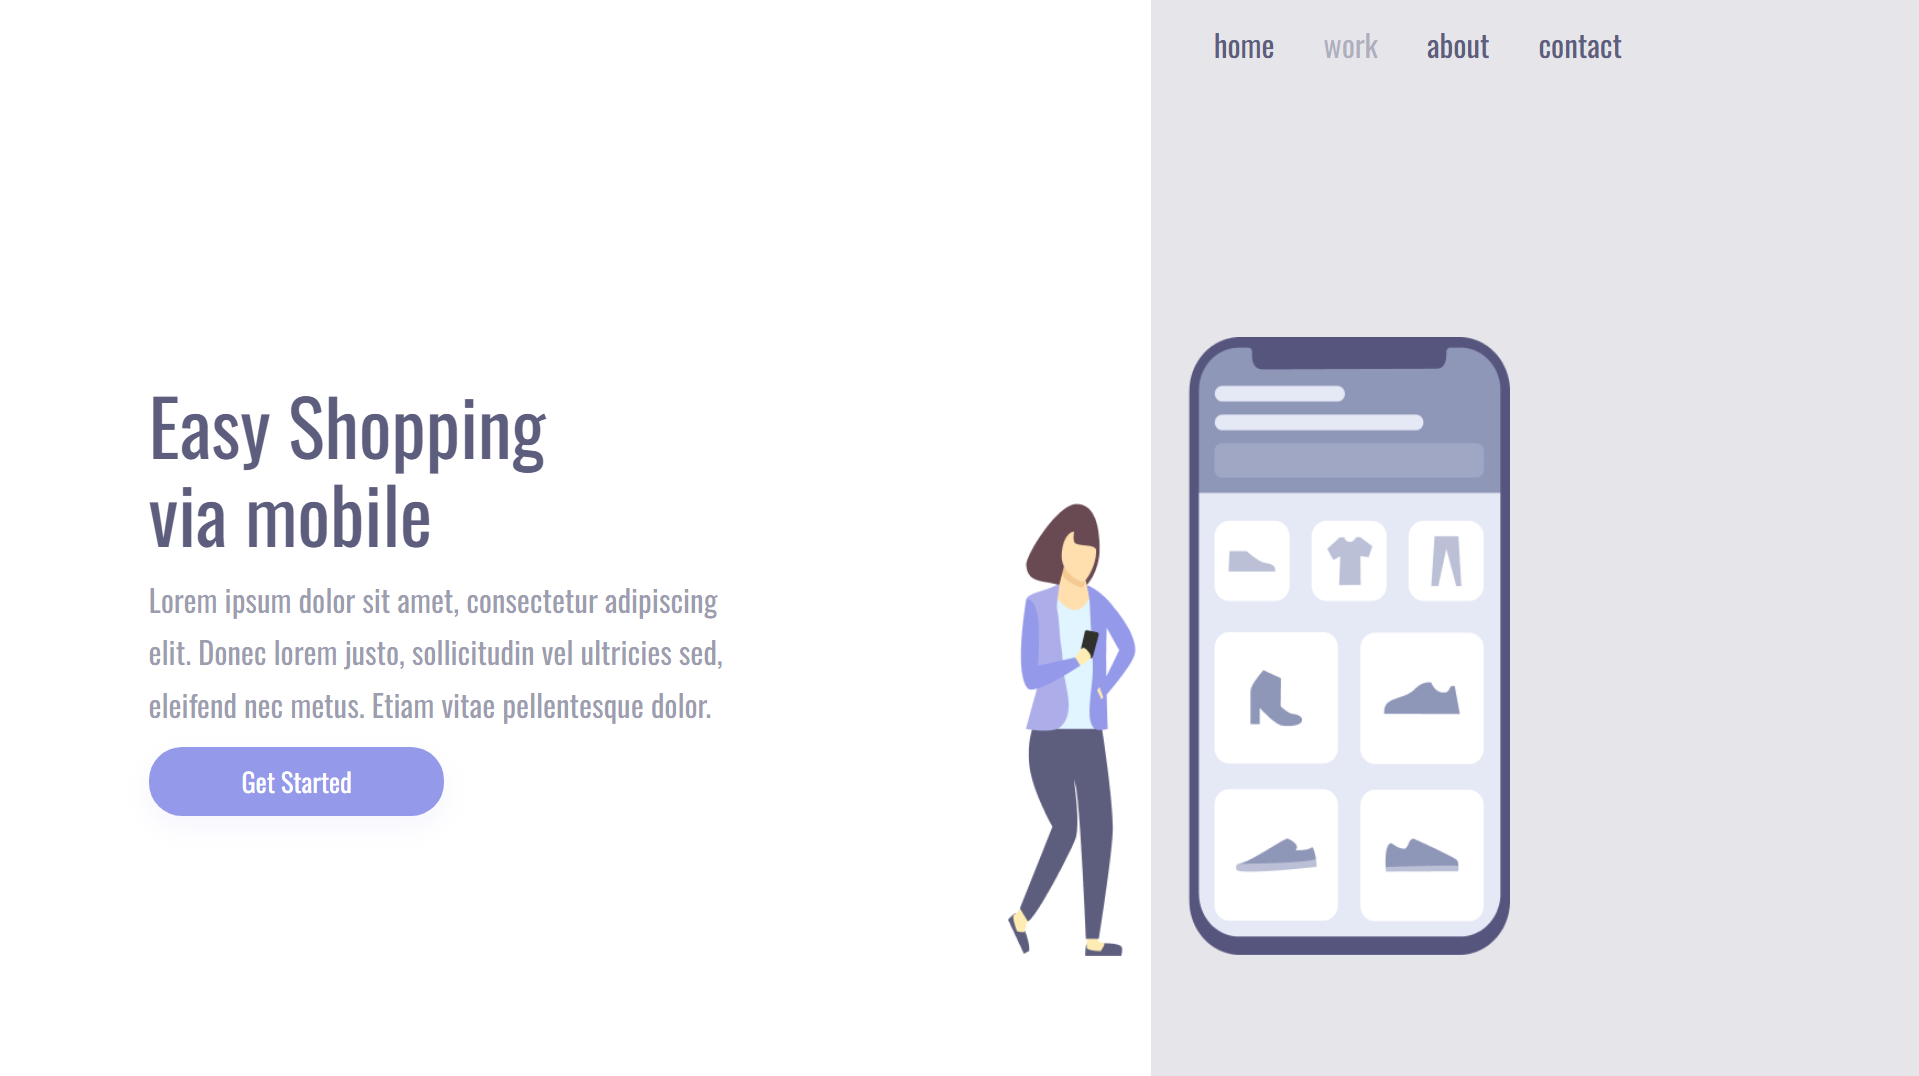 home work about contact
Easy Shopping
via mobile
Lorem ipsum dolor sit amet, consectetur adipiscing
elit. Donec lorem justo, sollicitudin vel ultricies sed,
eleifend nec metus. Etiam vitae pellentesque dolor.
Get Started